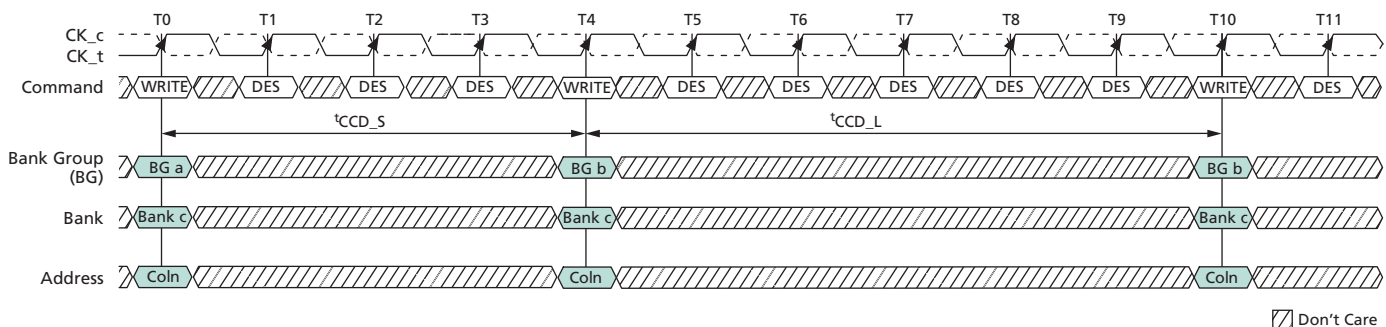 T0 T1 T2 T3 T4 T5 T6 T7 T8 T9 T10 T11
CK_c
CK_t
Command WRITE DES DES DES WRITE DES DES DES DES DES WRITE DES
tCCD_S tCCD_L
Bank Group
(BG) BG a BG b BG b
Bank Bank c Bank c Bank c
Address Coln Coln Coln
Don't Care